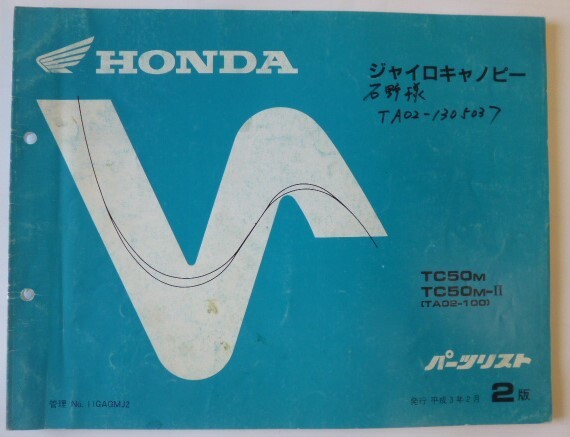 HONDA
ジャイロキャノピー
石野様
TA02-1305037
TC50M
TC50M-II
(TA02-100)
パーツリスト
管理 No. 11GAGMJ2
発行 平成3年2月 2版